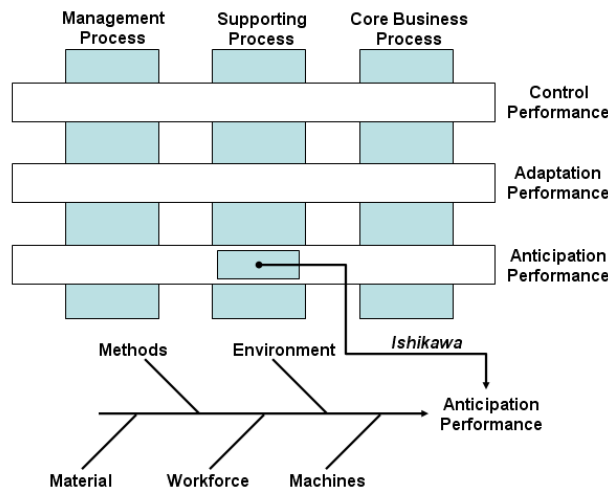 Management
Process
Supporting
Process
Core Business
Process
Control
Performance
Adaptation
Performance
Anticipation
Performance
Methods
Environment
Ishikawa
Anticipation
Performance
Material
Workforce
Machines